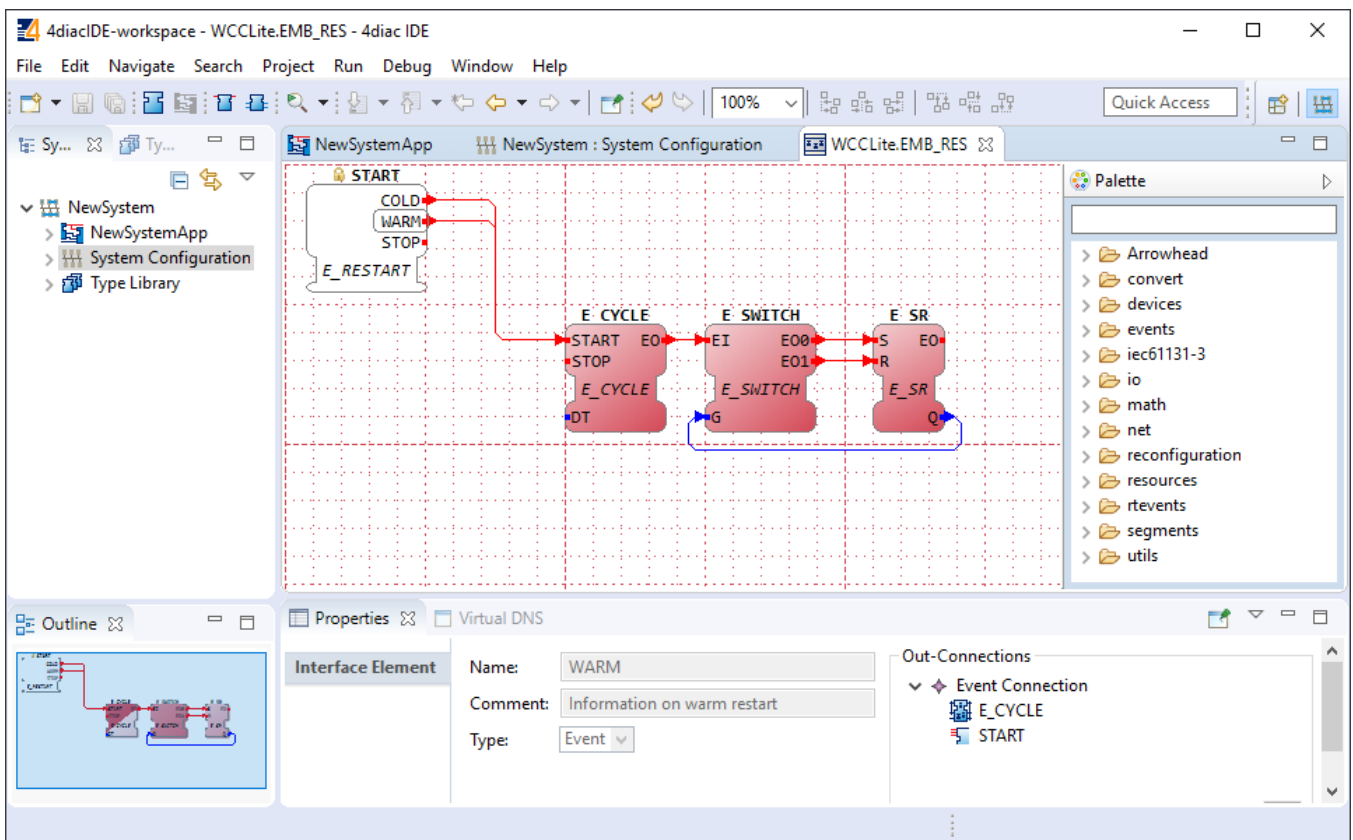 4diacIDE-workspace - WCCLite.EMB_RES - 4diac IDE
File Edit Navigate Search Project Run Debug Window Help
100%
Quick Access
Sy...
Ty...
NewSystem
NewSystemApp
System Configuration
Type Library
NewSystemApp
NewSystem : System Configuration
WCCLite.EMB_RES
START
COLD
WARM
STOP
E_RESTART
E_CYCLE
START EO
STOP
E_CYCLE
DT
E_SWITCH
EI EO0
EO1
E_SWITCH
G
E_SR
S EO
R
E_SR
Q
Palette
Arrowhead
convert
devices
events
iec61131-3
io
math
net
reconfiguration
resources
rtevents
segments
utils
Outline
Properties
Virtual DNS
Interface Element
Name: WARM
Comment: Information on warm restart
Type: Event
Out-Connections
Event Connection
E_CYCLE
START